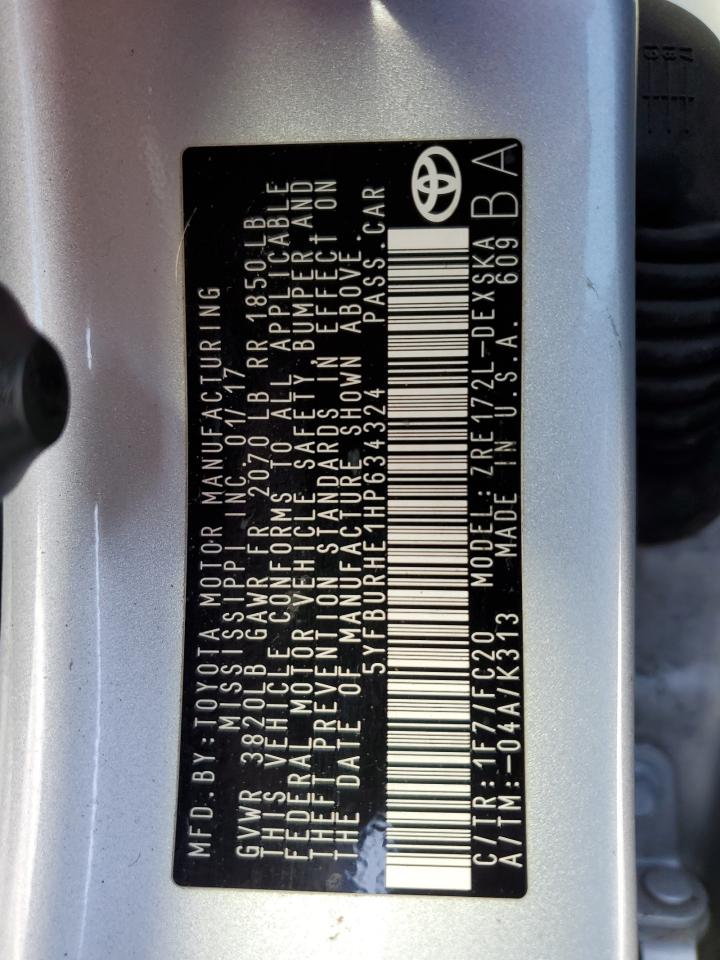 MFD.BY:TOYOTA MOTOR MANUFACTURING
MISSISSIPPI INC. 01/17
GVWR 3820LB GAWR FR 2070 LB RR 1850 LB
THIS VEHICLE CONFORMS TO ALL APPLICABLE
FEDERAL MOTOR VEHICLE SAFETY, BUMPER AND
THEFT PREVENTION STANDARDS IN EFFECT ON
THE DATE OF MANUFACTURE SHOWN ABOVE.
5YFBURHE1HP634324 PASS.CAR
C/TR: 1F7/FC20 MODEL: ZRE172L-DEXSKA
A/TM:-04A/K313 MADE IN U.S.A. 609 BA